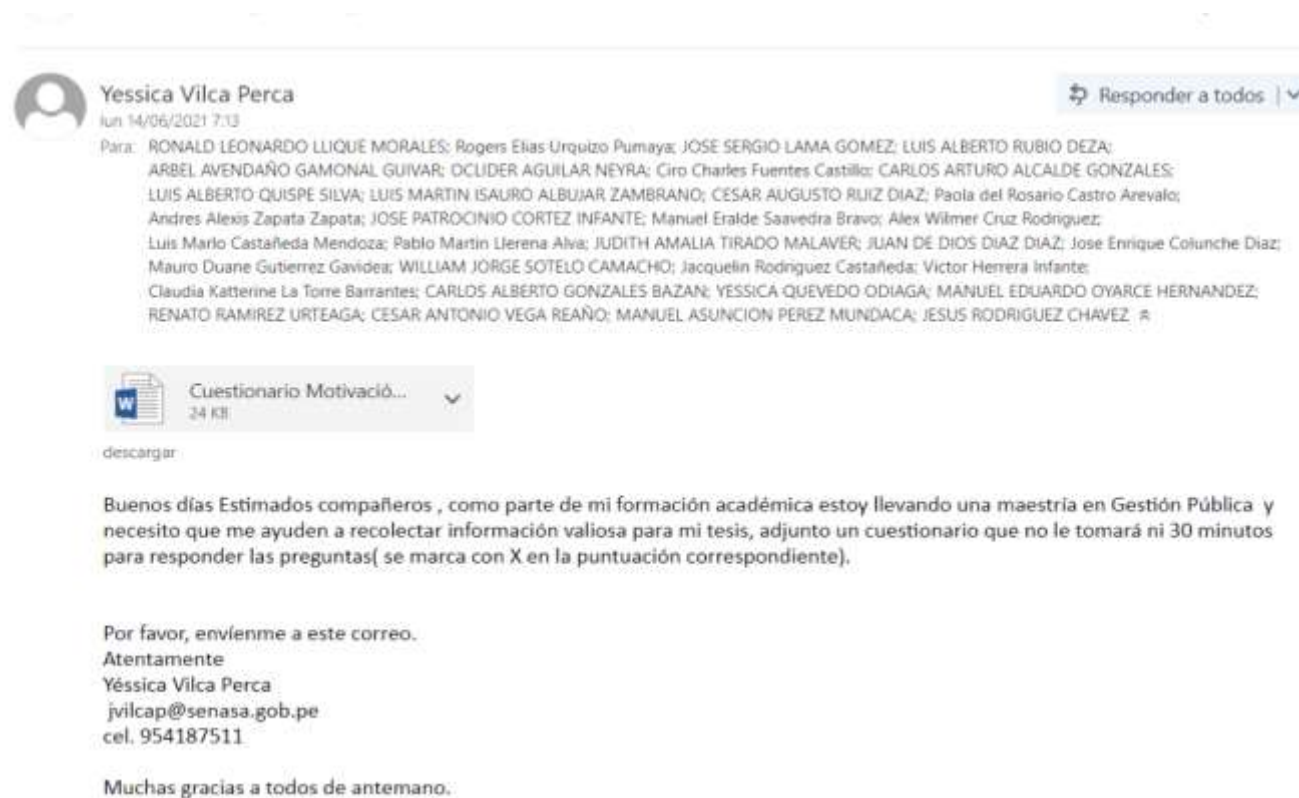 Yessica Vilca Perca
Responder a todos
lun 14/06/2021 7:13
Para: RONALD LEONARDO LLIQUE MORALES; Rogers Elias Urquizo Pumaya; JOSE SERGIO LAMA GOMEZ; LUIS ALBERTO RUBIO DEZA;
ARBEL AVENDAÑO GAMONAL GUIVAR; OCLIDER AGUILAR NEYRA; Ciro Charles Fuentes Castillo; CARLOS ARTURO ALCALDE GONZALES;
LUIS ALBERTO QUISPE SILVA; LUIS MARTIN ISAURO ALBUJAR ZAMBRANO; CESAR AUGUSTO RUIZ DIAZ; Paola del Rosario Castro Arevalo;
Andres Alexis Zapata Zapata; JOSE PATROCINIO CORTEZ INFANTE; Manuel Eralde Saavedra Bravo; Alex Wilmer Cruz Rodriguez;
Luis Marlo Castañeda Mendoza; Pablo Martin Llerena Alva; JUDITH AMALIA TIRADO MALAVER; JUAN DE DIOS DIAZ DIAZ; Jose Enrique Colunche Diaz;
Mauro Duane Gutierrez Gavidea; WILLIAM JORGE SOTELO CAMACHO; Jacquelin Rodriguez Castañeda; Victor Herrera Infante;
Claudia Katterine La Torre Barrantes; CARLOS ALBERTO GONZALES BAZAN; YESSICA QUEVEDO ODIAGA; MANUEL EDUARDO OYARCE HERNANDEZ;
RENATO RAMIREZ URTEAGA; CESAR ANTONIO VEGA REAÑO; MANUEL ASUNCION PEREZ MUNDACA; JESUS RODRIGUEZ CHAVEZ
Cuestionario Motivació...
24 KB
descargar
Buenos días Estimados compañeros , como parte de mi formación académica estoy llevando una maestría en Gestión Pública y
necesito que me ayuden a recolectar información valiosa para mi tesis, adjunto un cuestionario que no le tomará ni 30 minutos
para responder las preguntas( se marca con X en la puntuación correspondiente).
Por favor, envíenme a este correo.
Atentamente
Yéssica Vilca Perca
jvilcap@senasa.gob.pe
cel. 954187511
Muchas gracias a todos de antemano.